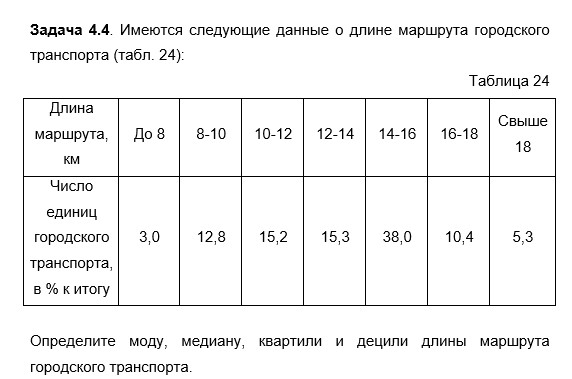 Задача 4.4. Имеются следующие данные о длине маршрута городского
транспорта (табл. 24):
Таблица 24
Длина маршрута, км | До 8 | 8-10 | 10-12 | 12-14 | 14-16 | 16-18 | Свыше 18
Число единиц городского транспорта, в % к итогу | 3,0 | 12,8 | 15,2 | 15,3 | 38,0 | 10,4 | 5,3
Определите моду, медиану, квартили и децили длины маршрута
городского транспорта.